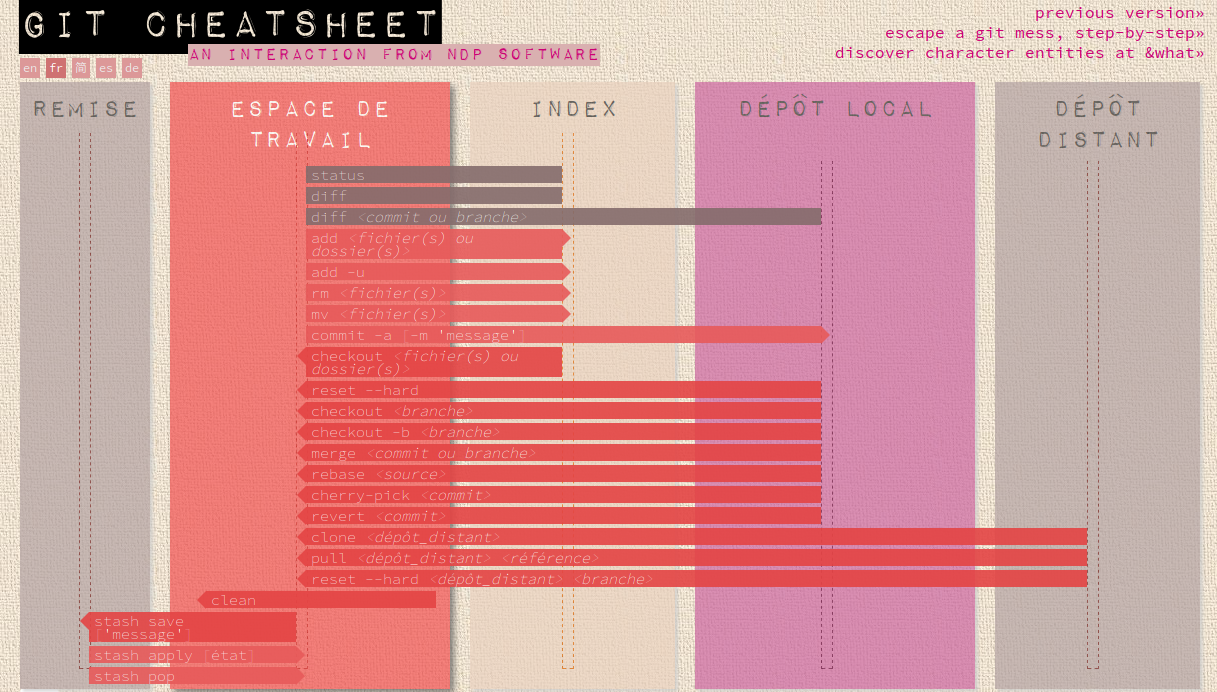 GIT CHEATSHEET
AN INTERACTION FROM NDP SOFTWARE
previous version»
escape a git mess, step-by-step»
discover character entities at &what»
en fr 简 es de
REMISE
ESPACE DE
TRAVAIL
INDEX
DÉPÔT LOCAL
DÉPÔT
DISTANT
status
diff
diff <commit ou branche>
add <fichier(s) ou
dossier(s)>
add -u
rm <fichier(s)>
mv <fichier(s)>
commit -a [-m 'message']
checkout <fichier(s) ou
dossier(s)>
reset --hard
checkout <branche>
checkout -b <branche>
merge <commit ou branche>
rebase <source>
cherry-pick <commit>
revert <commit>
clone <dépôt_distant>
pull <dépôt_distant> <référence>
reset --hard <dépôt_distant> <branche>
clean
stash save
['message']
stash apply [état]
stash pop